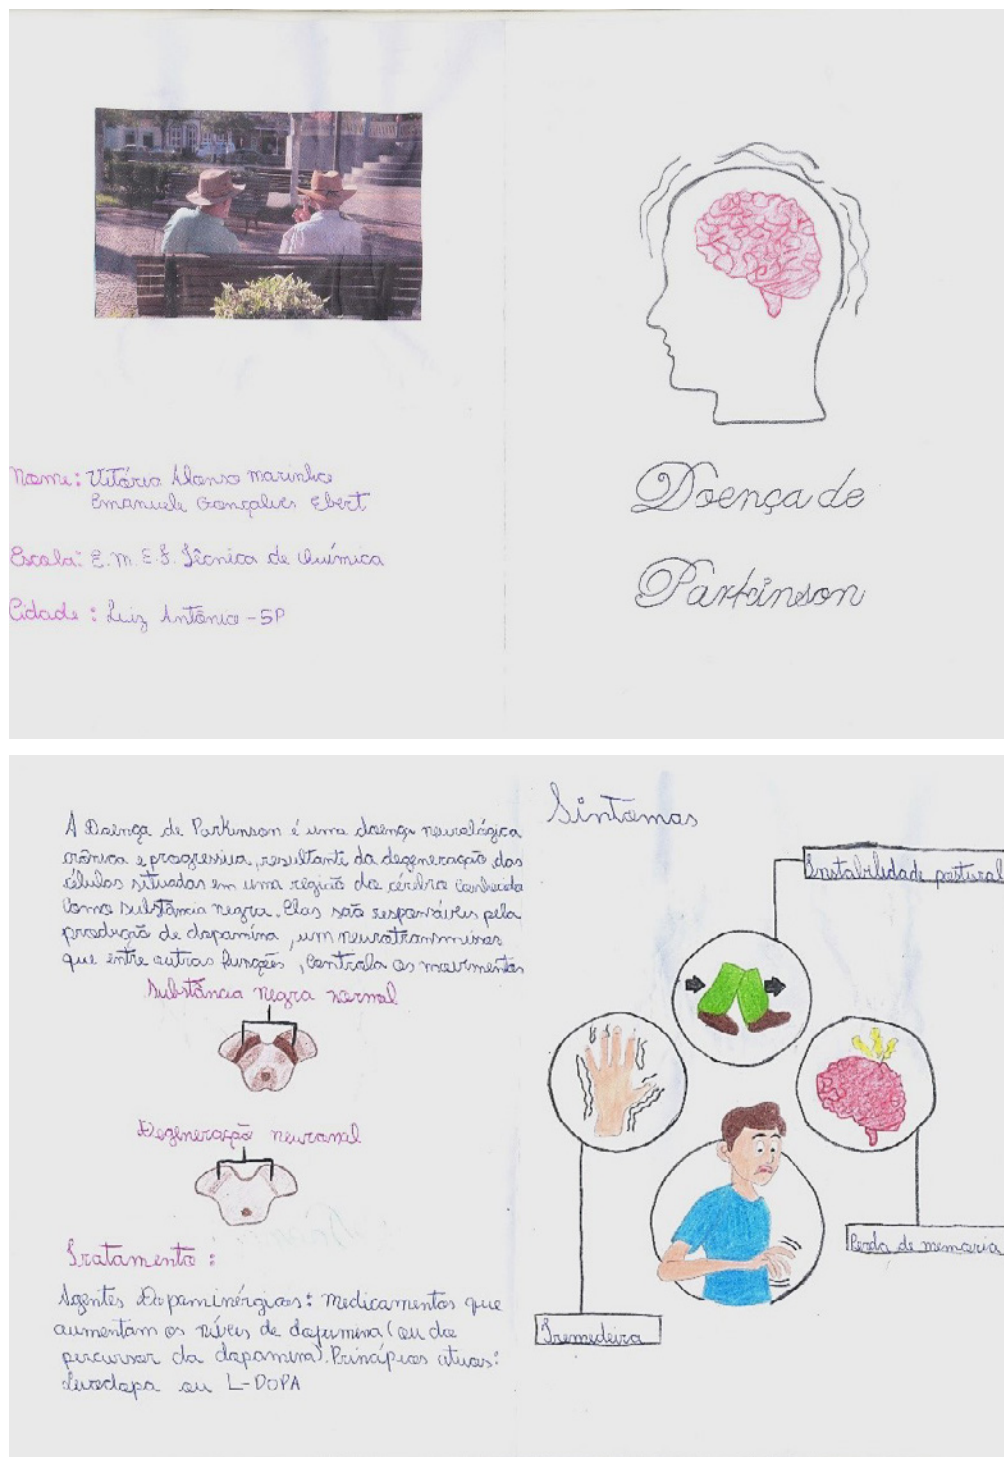 Nome: Vitória Alonso Marinho
Emanuele Gonçalves Ebert
Escola: E.M.E.F. Técnica de Química
Cidade: Luiz Antônio - SP
Doença de
Parkinson
A Doença de Parkinson é uma doença neurológica
crônica e progressiva, resultante da degeneração das
células situadas em uma região do cérebro conhecida
como substância negra. Elas são responsáveis pela
produção de dopamina, um neurotransmissor
que entre outras funções, controla os movimentos
Substância negra normal
Degeneração neuronal
Tratamento:
Agentes Dopaminérgicos: Medicamentos que
aumentam os níveis de dopamina (ou do
percursor da dopamina). Princípios ativos:
Levodopa ou L-DOPA
Sintomas
Instabilidade postural
Perda de memoria
Tremedeira